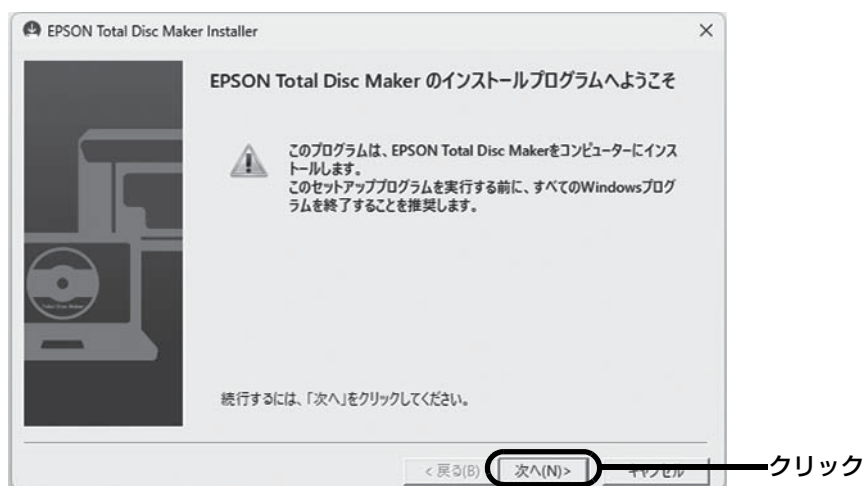 EPSON Total Disc Maker Installer
EPSON Total Disc Maker のインストールプログラムへようこそ
このプログラムは、EPSON Total Disc Makerをコンピューターにインス
トールします。
このセットアッププログラムを実行する前に、すべてのWindowsプログ
ラムを終了することを推奨します。
Total Disc Maker
続行するには、「次へ」をクリックしてください。
< 戻る(B)
次へ(N)>
キャンセル
クリック